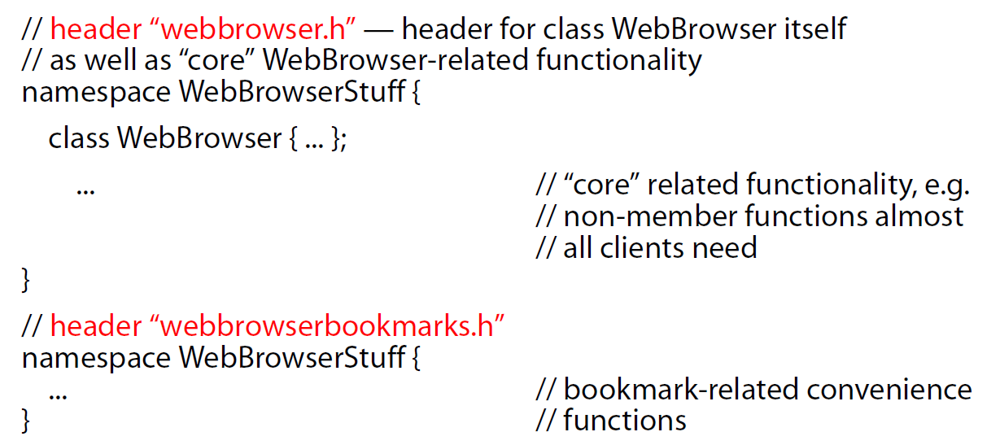 // header “webbrowser.h” — header for class WebBrowser itself
// as well as “core” WebBrowser-related functionality
namespace WebBrowserStuff {
class WebBrowser { ... };
... // “core” related functionality, e.g.
// non-member functions almost
// all clients need
}
// header “webbrowserbookmarks.h”
namespace WebBrowserStuff {
... // bookmark-related convenience
} // functions